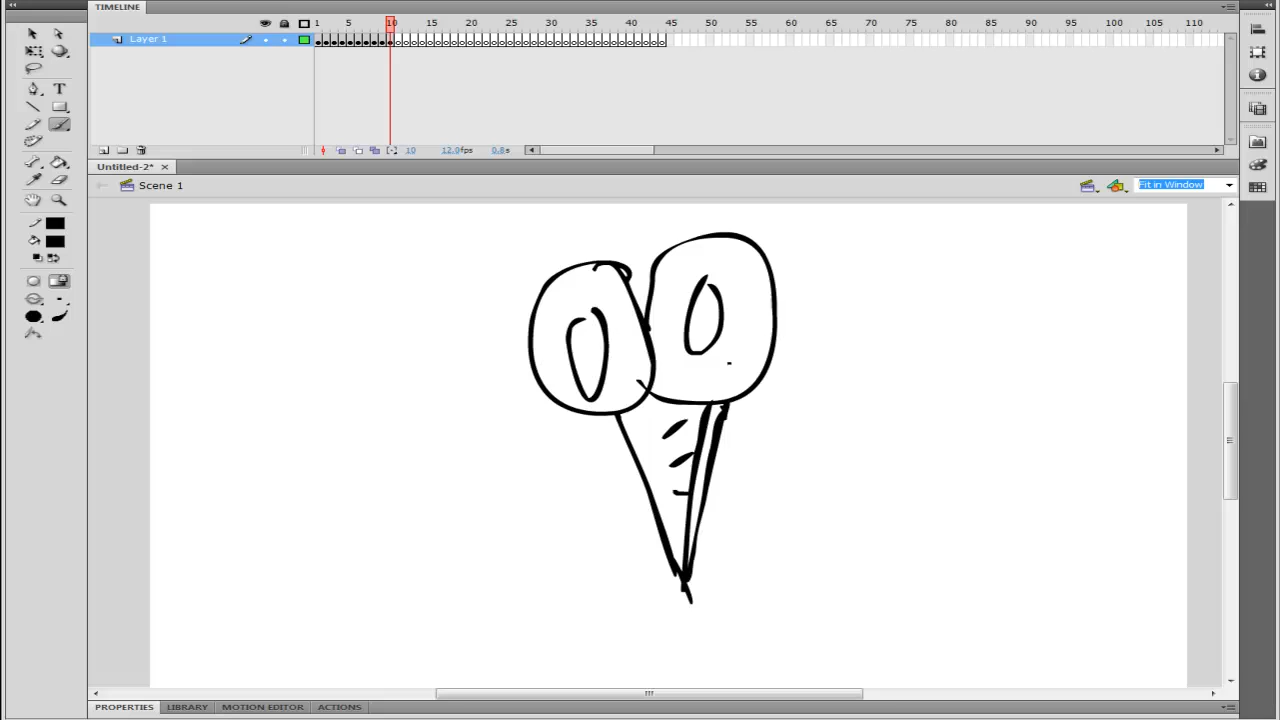 TIMELINE
1 5 10 15 20 25 30 35 40 45 50 55 60 65 70 75 80 85 90 95 100 105 110
Layer 1
10 12.0fps 0.8s
Untitled-2*
Scene 1
Fit in Window
PROPERTIES LIBRARY MOTION EDITOR ACTIONS